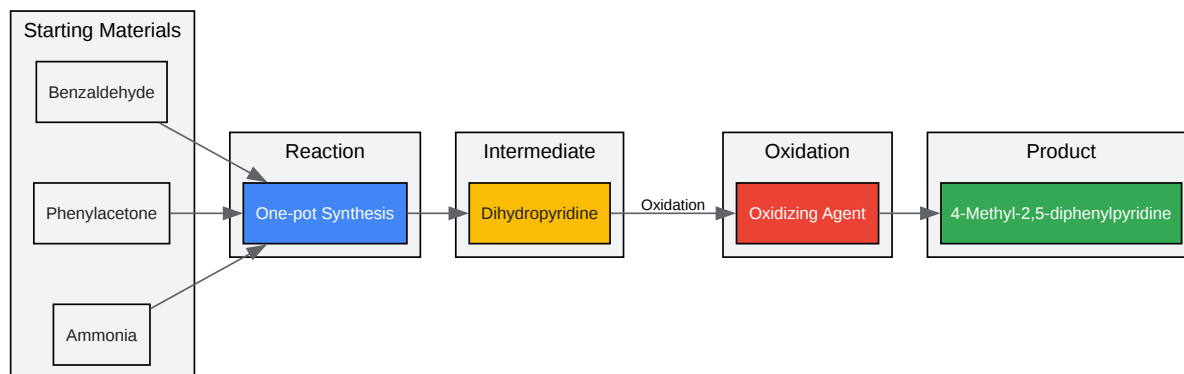 Starting Materials
Benzaldehyde
Phenylacetone
Ammonia
Reaction
One-pot Synthesis
Intermediate
Dihydropyridine
Oxidation
Oxidation
Oxidizing Agent
Product
4-Methyl-2,5-diphenylpyridine